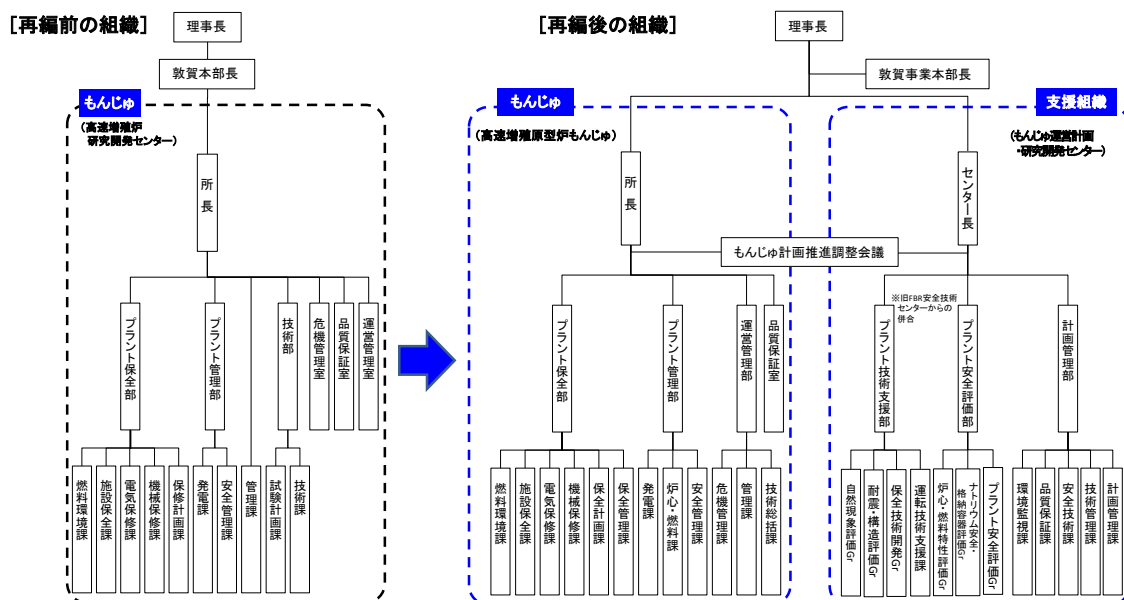 [再編前の組織]
理事長
敦賀本部長
もんじゅ
(高速増殖炉
研究開発センター)
所長
プラント保全部
プラント管理部
技術部
危機管理室
品質保証室
運営管理室
燃料環境課
施設保全課
電気保修課
機械保修課
保修計画課
発電課
安全管理課
管理課
試験計画課
技術課
[再編後の組織]
理事長
敦賀事業本部長
もんじゅ
(高速増殖原型炉もんじゅ)
支援組織
(もんじゅ運営計画
・研究開発センター)
所長
センター長
もんじゅ計画推進調整会議
※旧FBR安全技術
センターからの
併合
プラント保全部
プラント管理部
運営管理部
品質保証室
プラント技術支援部
プラント安全評価部
計画管理部
燃料環境課
施設保全課
電気保修課
機械保修課
保全計画課
保全管理課
発電課
炉心・燃料課
安全管理課
危機管理課
管理課
技術総括課
自然現象評価Gr
耐震・構造評価Gr
保全技術開発Gr
運転技術支援課
炉心・燃料特性評価Gr
ナトリウム安全・
格納容器評価Gr
プラント安全評価Gr
環境監視課
品質保証課
安全技術課
技術管理課
計画管理課